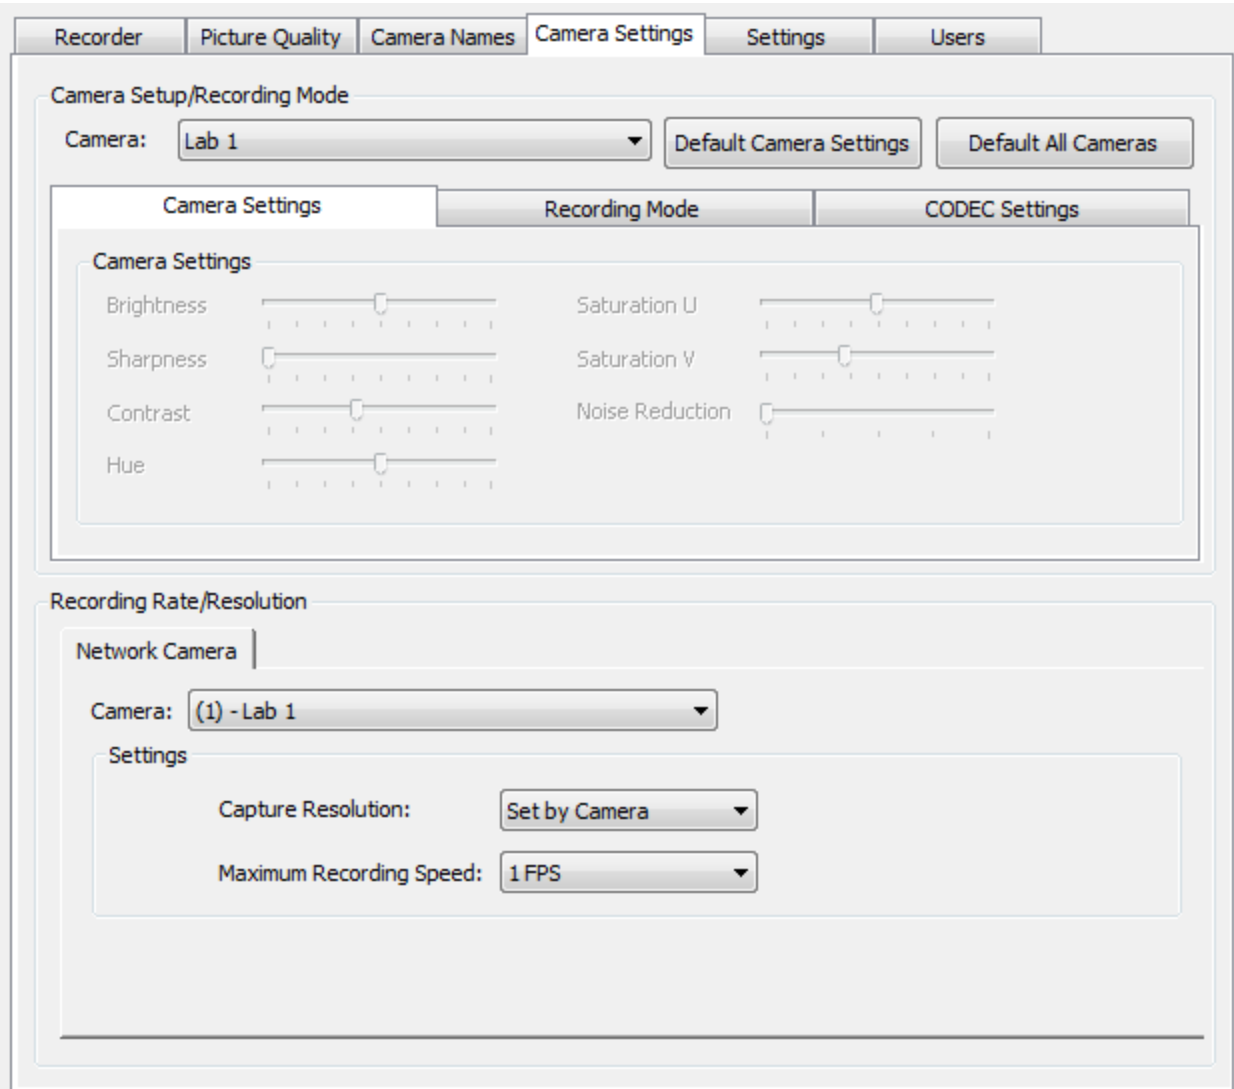 Recorder Picture Quality Camera Names Camera Settings Settings Users
Camera Setup/Recording Mode
Camera: Lab 1 Default Camera Settings Default All Cameras
Camera Settings Recording Mode CODEC Settings
Camera Settings
Brightness Saturation U
Sharpness Saturation V
Contrast Noise Reduction
Hue
Recording Rate/Resolution
Network Camera
Camera: (1) - Lab 1
Settings
Capture Resolution: Set by Camera
Maximum Recording Speed: 1 FPS